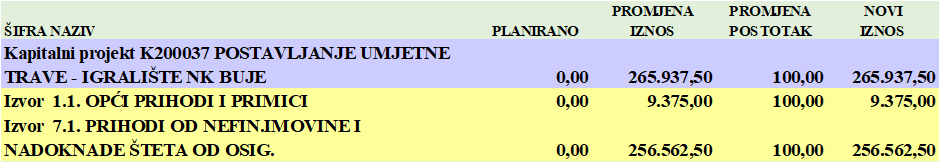 PROMJENA PROMJENA NOVI
ŠIFRA NAZIV PLANIRANO IZNOS POSTOTAK IZNOS
Kapitalni projekt K200037 POSTAVLJANJE UMJETNE
TRAVE - IGRALIŠTE NK BUJE 0,00 265.937,50 100,00 265.937,50
Izvor 1.1. OPĆI PRIHODI I PRIMICI 0,00 9.375,00 100,00 9.375,00
Izvor 7.1. PRIHODI OD NEFIN.IMOVINE I
NADOKNADE ŠTETA OD OSIG. 0,00 256.562,50 100,00 256.562,50